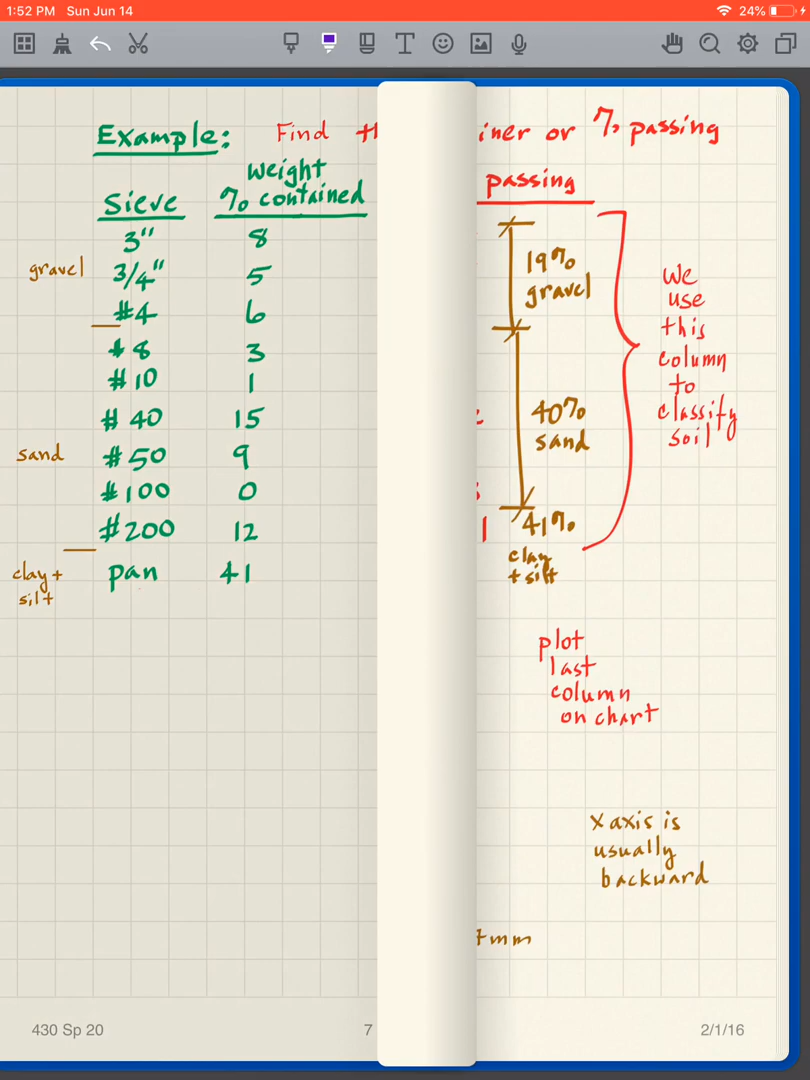 1:52 PM Sun Jun 14
24%
Example: Find th iner or % passing
weight
Sieve % contained passing
3" 8
gravel 3/4" 5
#4 6
#8 3
#10 1
#40 15
sand #50 9
#100 0
#200 12
clay + pan 41
silt
19%
gravel
40%
sand
41%
clay
+ silt
We
use
this
column
to
classify
soil
plot
last
column
on chart
x axis is
usually
backward
mm
430 Sp 20 7 2/1/16